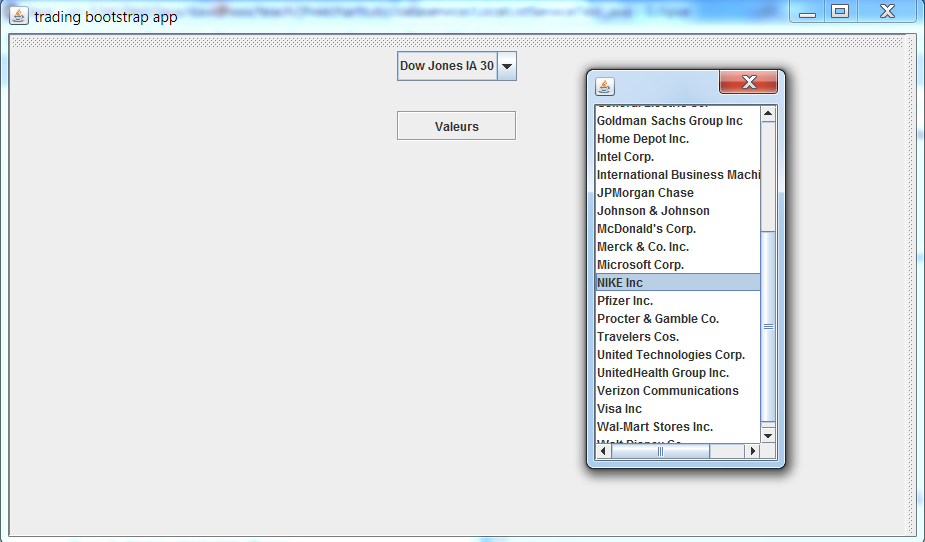 trading bootstrap app
Dow Jones IA 30
Valeurs
Goldman Sachs Group Inc
Home Depot Inc.
Intel Corp.
International Business Machi
JPMorgan Chase
Johnson & Johnson
McDonald's Corp.
Merck & Co. Inc.
Microsoft Corp.
NIKE Inc
Pfizer Inc.
Procter & Gamble Co.
Travelers Cos.
United Technologies Corp.
UnitedHealth Group Inc.
Verizon Communications
Visa Inc
Wal-Mart Stores Inc.